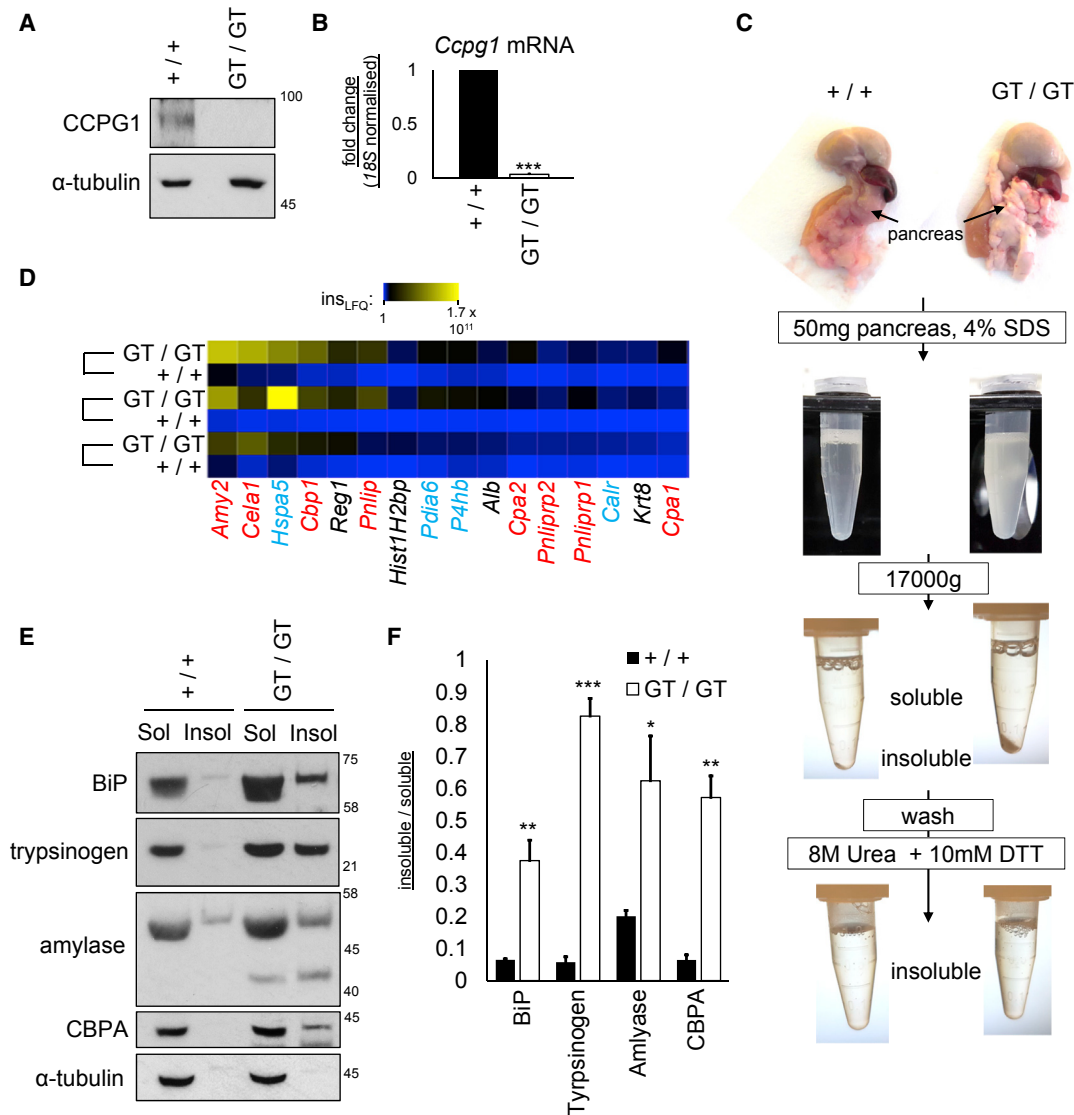 A
+ / +
GT / GT
100
CCPG1
α-tubulin
45
B
Ccpg1 mRNA
fold change
(18S normalised)
1
0.5
0
***
+ / +
GT / GT
C
+ / +
GT / GT
pancreas
50mg pancreas, 4% SDS
17000g
soluble
insoluble
wash
8M Urea + 10mM DTT
insoluble
D
insLFQ:
1
1.7 x
10¹¹
GT / GT
+ / +
GT / GT
+ / +
GT / GT
+ / +
Amy2
Cela1
Hspa5
Cbp1
Reg1
Pnlip
Hist1H2bp
Pdia6
P4hb
Alb
Cpa2
Pnliprp2
Pnliprp1
Calr
Krt8
Cpa1
E
+ / +
GT / GT
Sol Insol Sol Insol
BiP
75
58
trypsinogen
21
amylase
58
45
40
CBPA
45
α-tubulin
45
F
+ / +
GT / GT
insoluble / soluble
1
0.9
0.8
0.7
0.6
0.5
0.4
0.3
0.2
0.1
0
**
***
*
**
BiP
Tyrpsinogen
Amlyase
CBPA